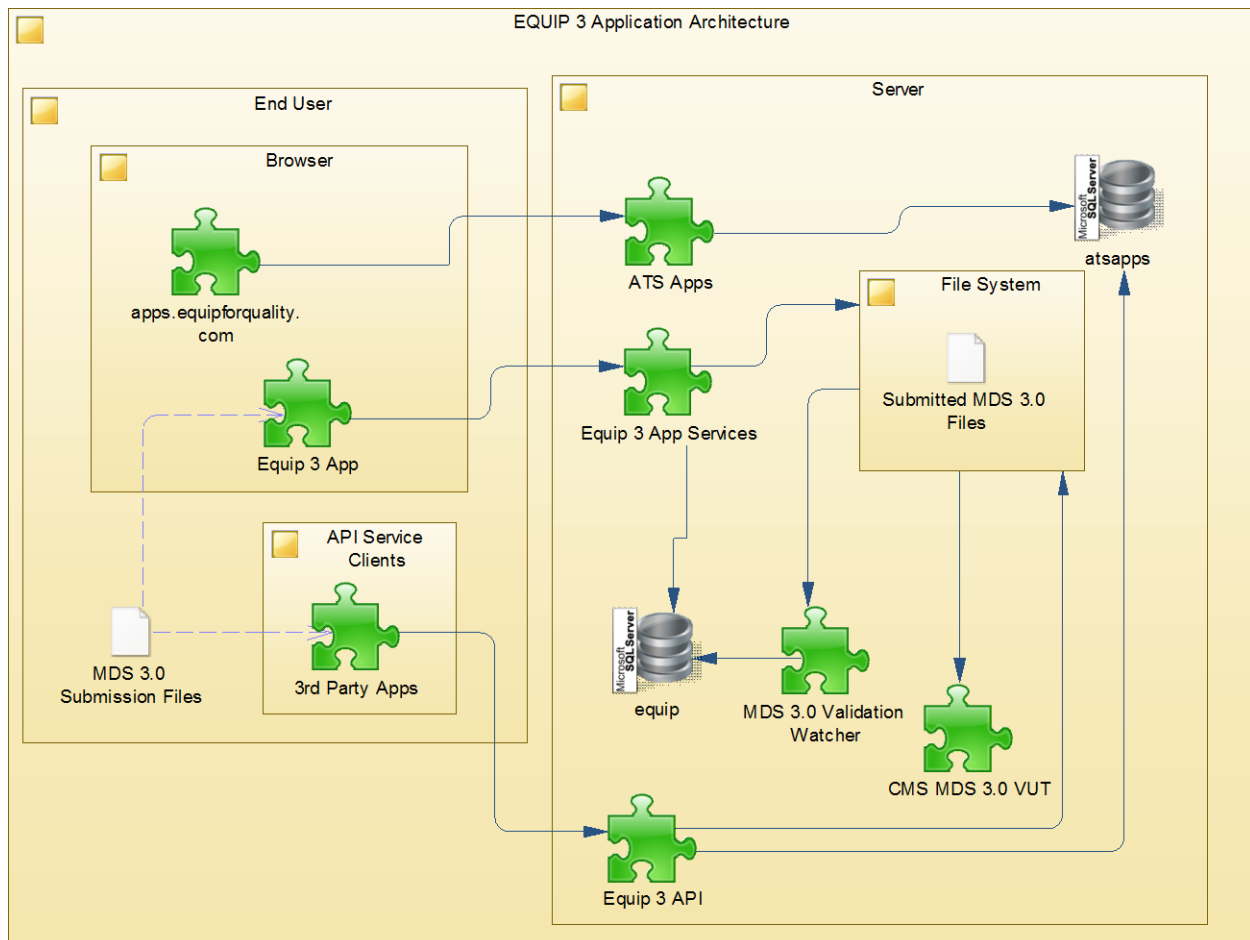 EQUIP 3 Application Architecture
End User
Server
Browser
Microsoft
SQL Server
apps.equipforquality.
com
ATS Apps
atsapps
File System
Equip 3 App
Equip 3 App Services
Submitted MDS 3.0
Files
API Service
Clients
MDS 3.0
Submission Files
3rd Party Apps
Microsoft
SQL Server
equip
MDS 3.0 Validation
Watcher
CMS MDS 3.0 VUT
Equip 3 API